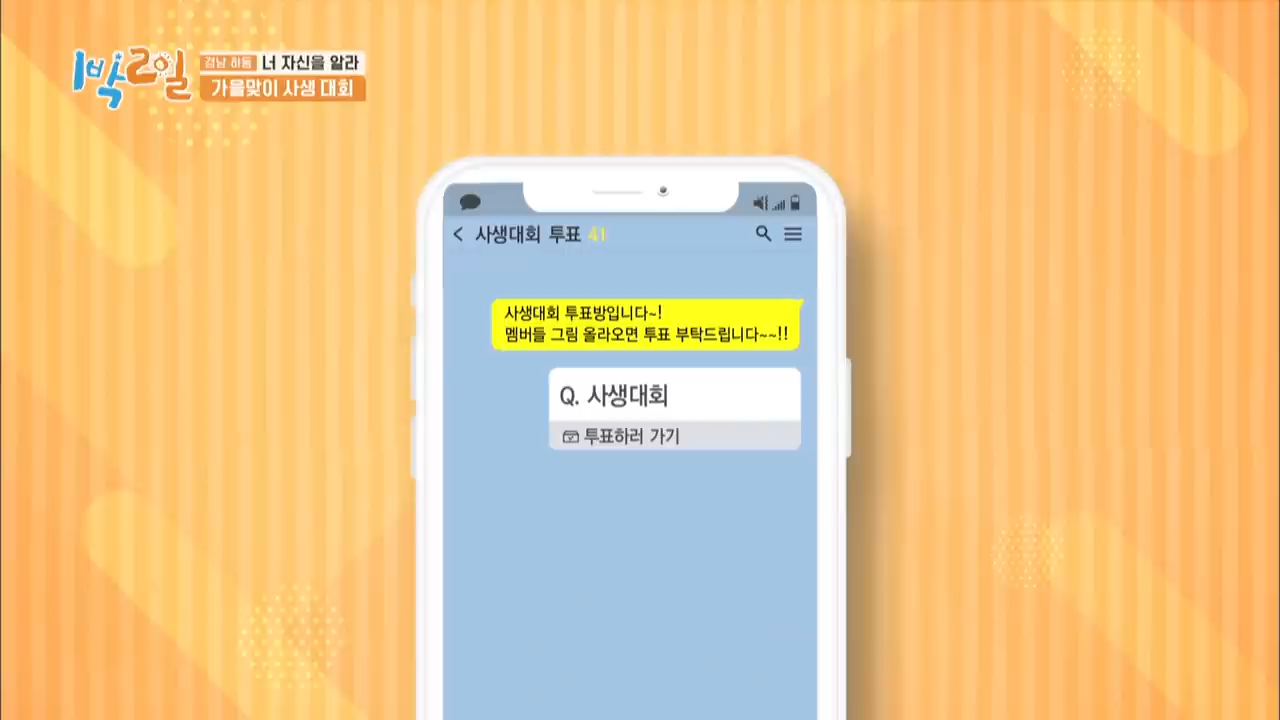 1박2일
경남 하동 너 자신을 알라
가을맞이 사생 대회
사생대회 투표 41
사생대회 투표방입니다~!
멤버들 그림 올라오면 투표 부탁드립니다~~!!
Q. 사생대회
투표하러 가기